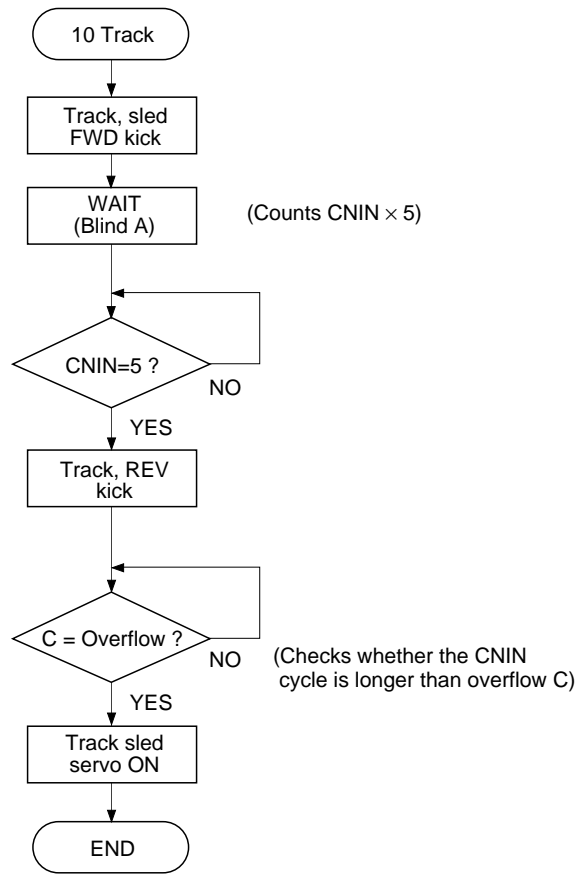 10 Track
Track, sled
FWD kick
WAIT
(Blind A)
(Counts CNIN × 5)
CNIN=5 ?
NO
YES
Track, REV
kick
C = Overflow ?
NO
(Checks whether the CNIN
cycle is longer than overflow C)
YES
Track sled
servo ON
END